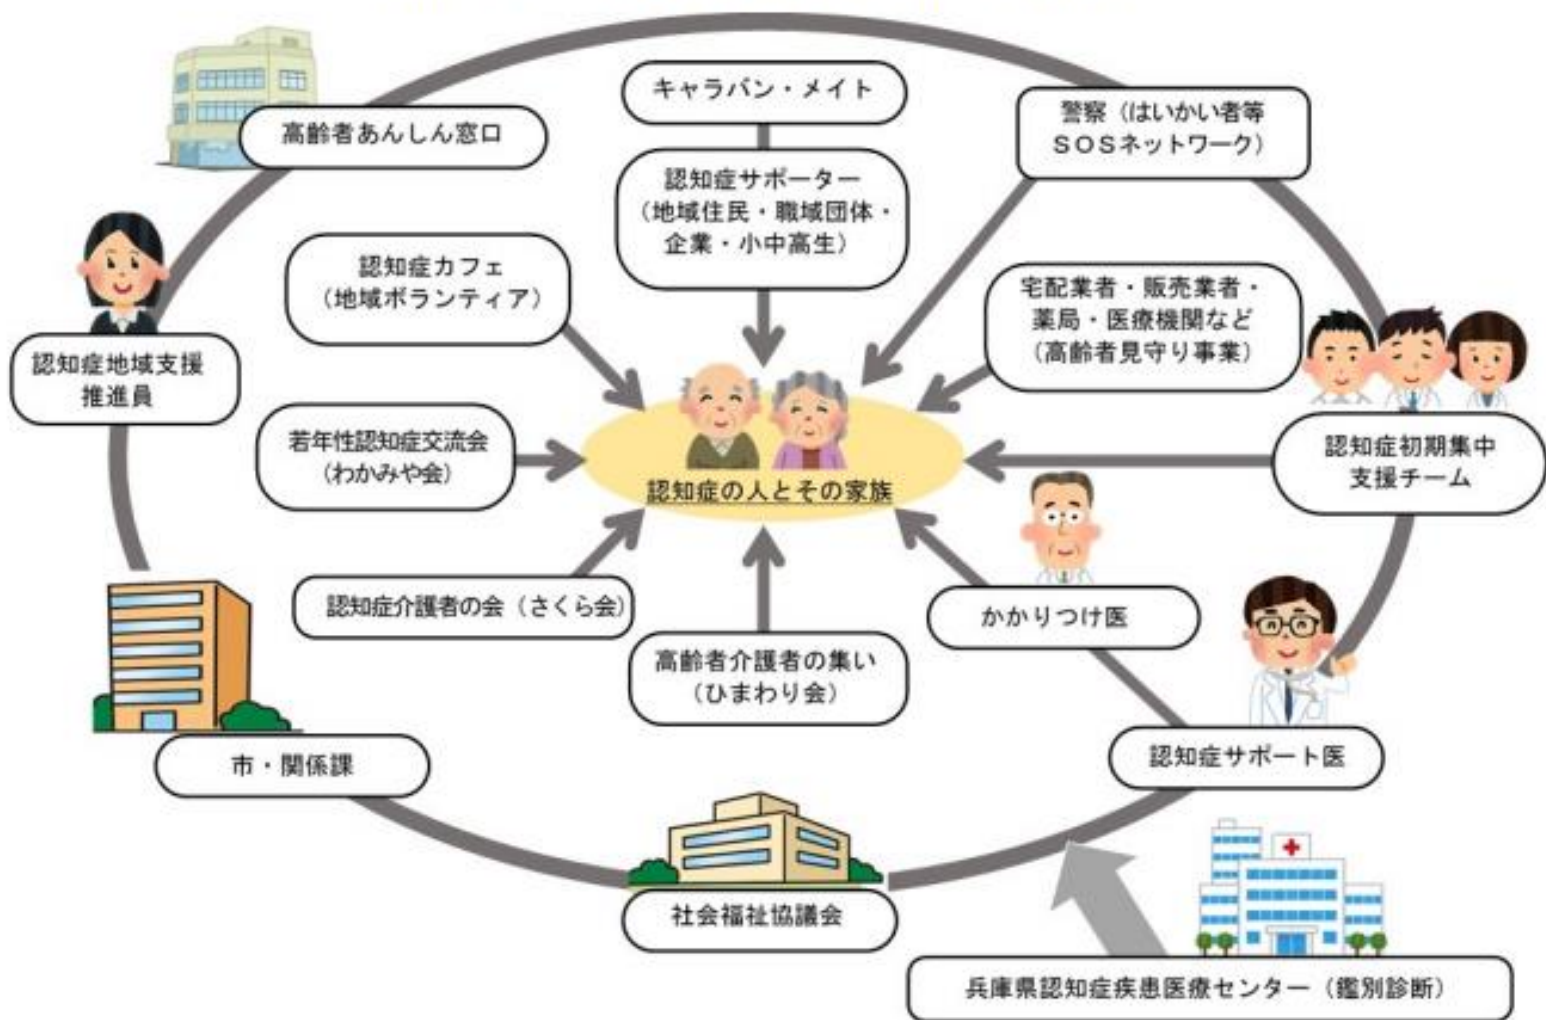 キャラバン・メイト
高齢者あんしん窓口
警察（はいかい者等
ＳＯＳネットワーク）
認知症サポーター
（地域住民・職域団体・
企業・小中高生）
認知症カフェ
（地域ボランティア）
宅配業者・販売業者・
薬局・医療機関など
（高齢者見守り事業）
認知症地域支援
推進員
若年性認知症交流会
（わかみや会）
認知症の人とその家族
認知症初期集中
支援チーム
認知症介護者の会（さくら会）
かかりつけ医
高齢者介護者の集い
（ひまわり会）
市・関係課
認知症サポート医
社会福祉協議会
兵庫県認知症疾患医療センター（鑑別診断）